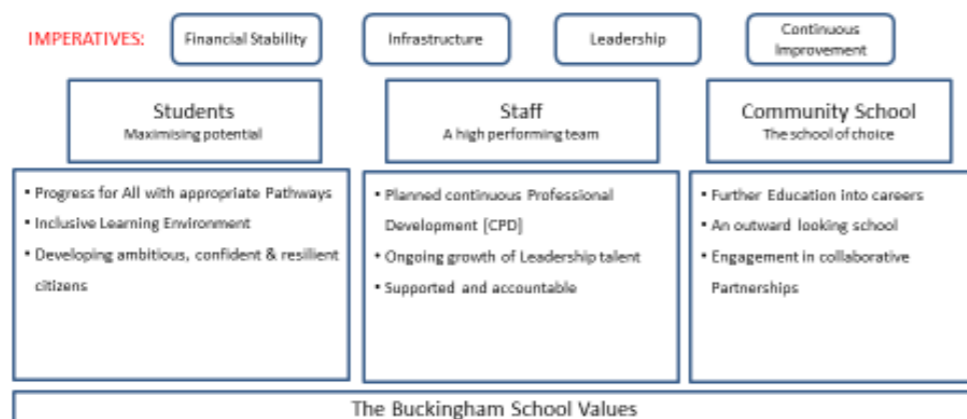 IMPERATIVES:
Financial Stability
Infrastructure
Leadership
Continuous
Improvement
Students
Maximising potential
Staff
A high performing team
Community School
The school of choice
• Progress for All with appropriate Pathways
• Inclusive Learning Environment
• Developing ambitious, confident & resilient
citizens
• Planned continuous Professional
Development [CPD]
• Ongoing growth of Leadership talent
• Supported and accountable
• Further Education into careers
• An outward looking school
• Engagement in collaborative
Partnerships
The Buckingham School Values